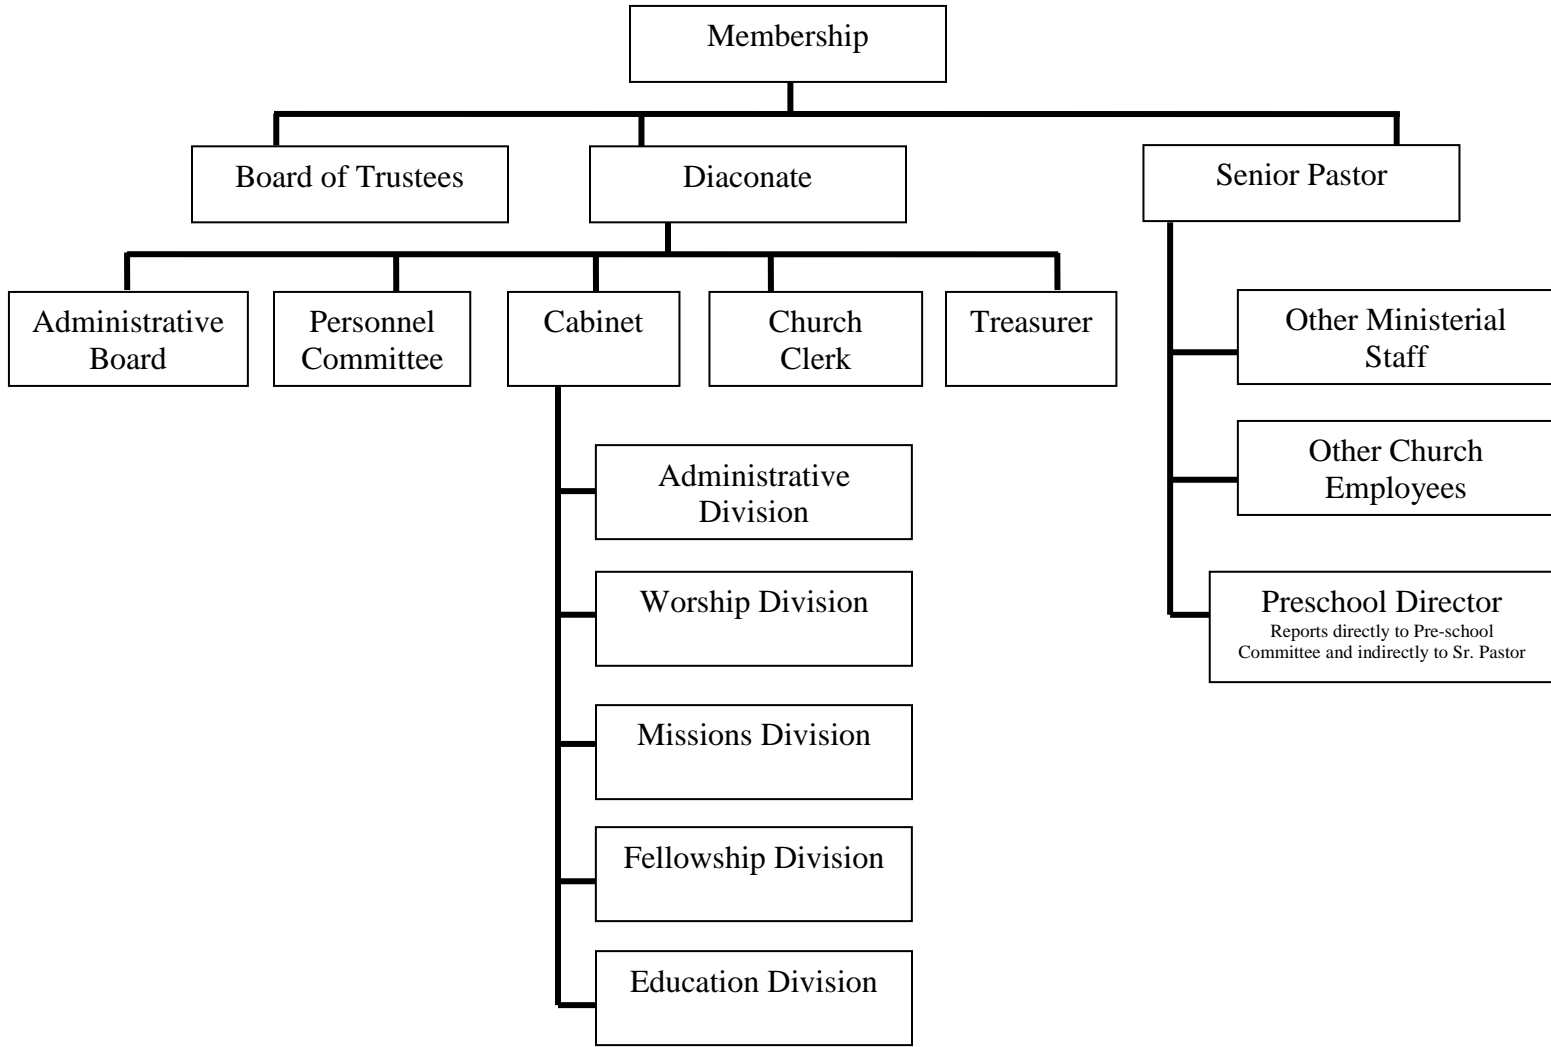 Membership
Board of Trustees
Diaconate
Senior Pastor
Administrative
Board
Personnel
Committee
Cabinet
Church
Clerk
Treasurer
Other Ministerial
Staff
Other Church
Employees
Preschool Director
Reports directly to Pre-school
Committee and indirectly to Sr. Pastor
Administrative
Division
Worship Division
Missions Division
Fellowship Division
Education Division